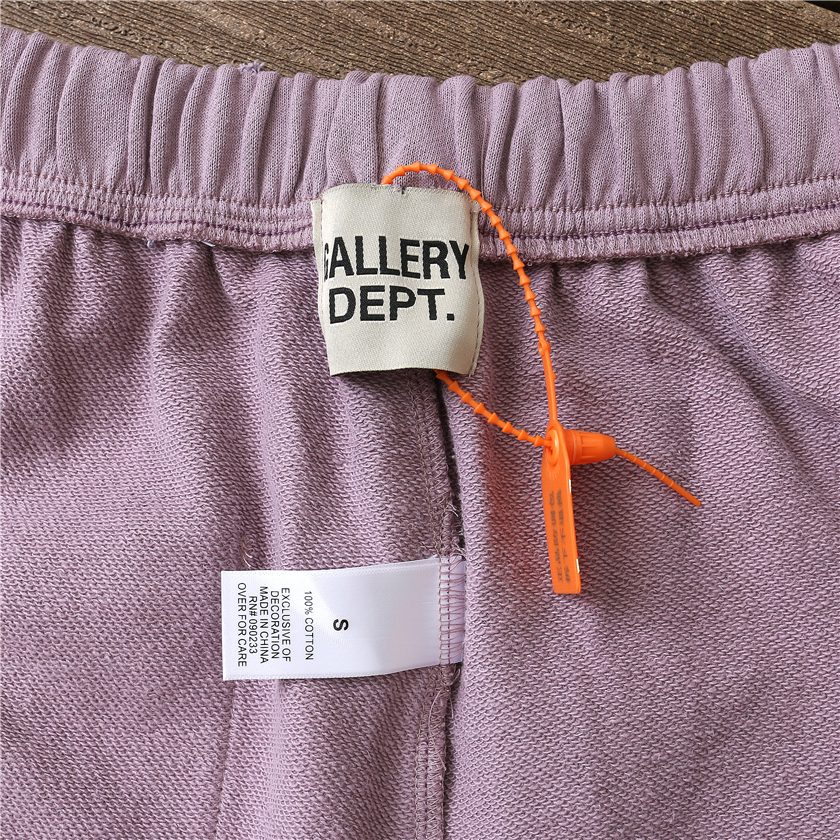 GALLERY
DEPT.
S
100% COTTON
EXCLUSIVE OF
DECORATION
MADE IN CHINA
RN# 090233
OVER FOR CARE